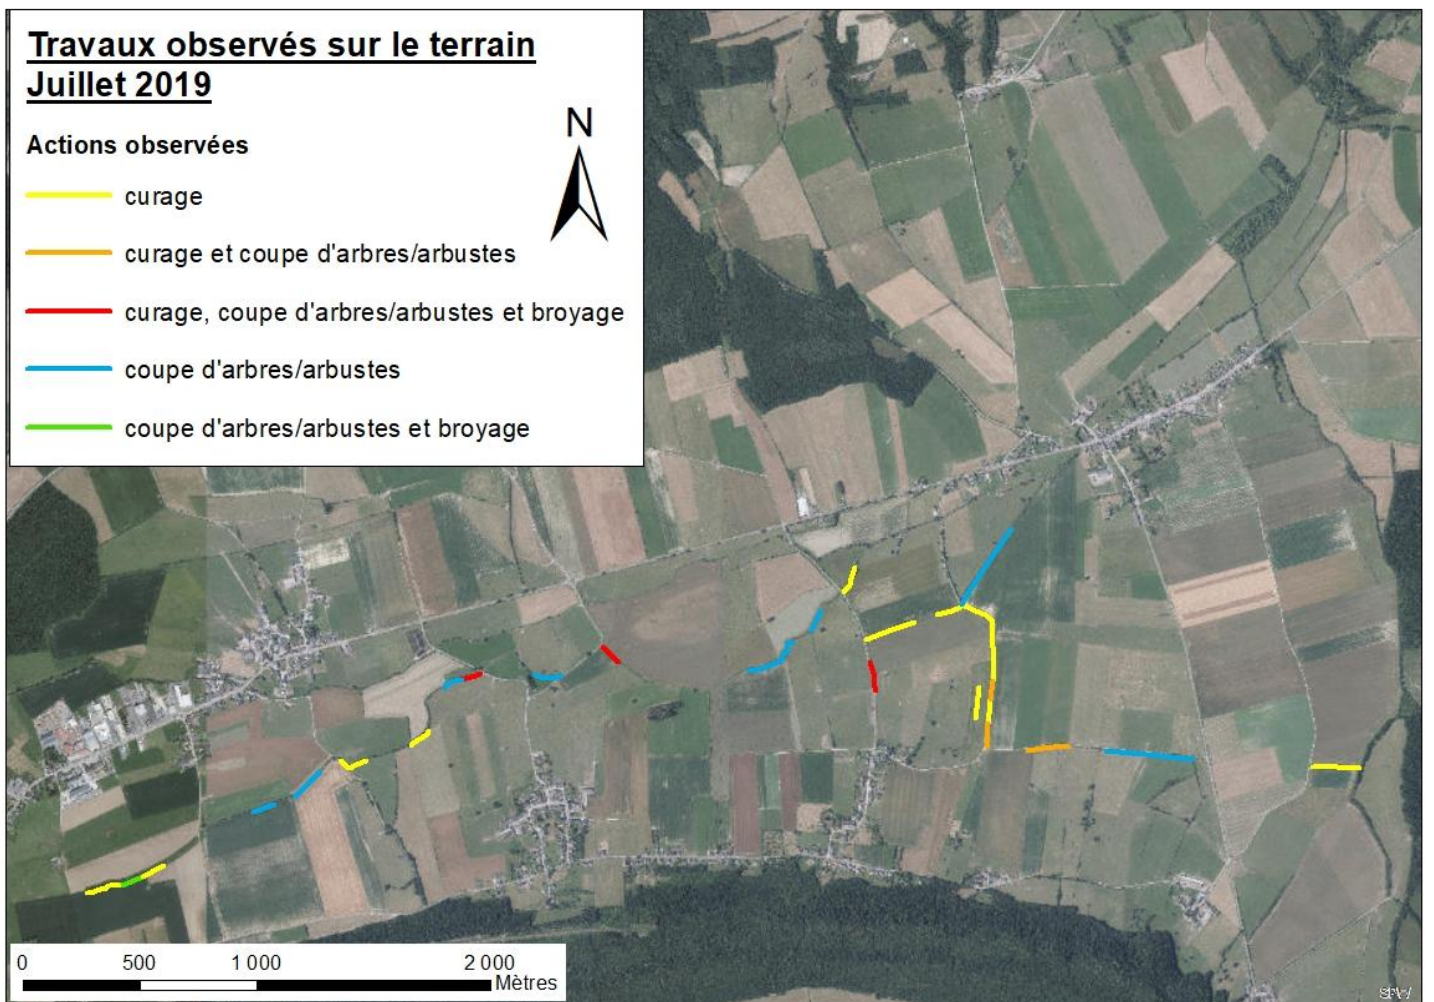 Travaux observés sur le terrain
Juillet 2019
N
Actions observées
curage
curage et coupe d'arbres/arbustes
curage, coupe d'arbres/arbustes et broyage
coupe d'arbres/arbustes
coupe d'arbres/arbustes et broyage
0 500 1 000 2 000
Mètres
SPW